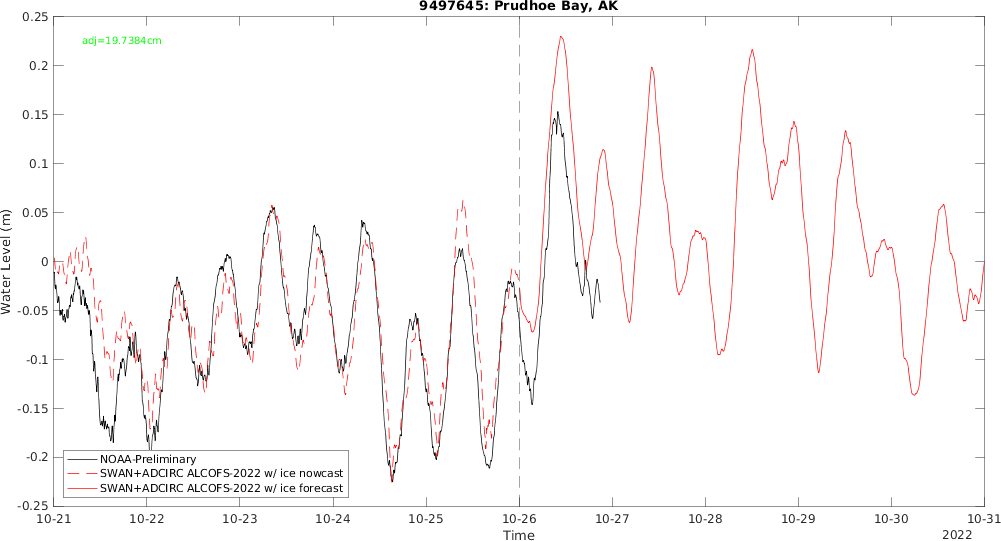 9497645: Prudhoe Bay, AK
adj=19.7384cm
0.25
0.2
0.15
0.1
0.05
0
-0.05
-0.1
-0.15
-0.2
-0.25
Water Level (m)
NOAA-Preliminary
SWAN+ADCIRC ALCOFS-2022 w/ ice nowcast
SWAN+ADCIRC ALCOFS-2022 w/ ice forecast
10-21 10-22 10-23 10-24 10-25 10-26 10-27 10-28 10-29 10-30 10-31
Time
2022